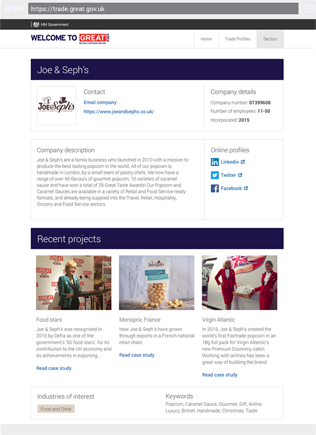 https://trade.great.gov.uk
HM Government
WELCOME TO GREAT
Home
Trade Profiles
Sectors
Joe & Seph's
Joe & Seph's
Contact
Email company
https://www.joeandsephs.co.uk/
Company details
Company number: 07399608
Number of employees: 11-50
Incorporated: 2015
Company description
Joe & Seph's are a family business who launched in 2010 with a mission to
produce the best tasting popcorn in the world. All of our popcorn is
handmade in London, by a small team of pastry chefs. We now have a
range of over 45 flavours of gourmet popcorn, 10 varieties of caramel
sauce and have won a total of 29 Great Taste Awards! Our Popcorn and
Caramel Sauces are available in a variety of Retail and Food Service ready
formats, and already being supplied into the Travel, Retail, Hospitality,
Grocery and Food Service sectors.
Online profiles
LinkedIn
Twitter
Facebook
Recent projects
Food stars
Joe & Seph's was recognised in
2015 by Defra as one of the
government's '50 food stars', for its
contribution to the UK economy and
its achievements in exporting...
Read case study
Monoprix, France
How Joe & Seph's have grown
through exports in a French national
retail chain.
Read case study
Virgin Atlantic
In 2015, Joe & Seph's created the
world's first Fairtrade popcorn in an
18g foil pack for Virgin Atlantic's
new Premium Economy cabin.
Working with airlines has been a
great way of building the brand
Read case study
Industries of interest
Food and Drink
Keywords
Popcorn, Caramel Sauce, Gourmet, Gift, Airline,
Luxury, British, Handmade, Christmas, Taste